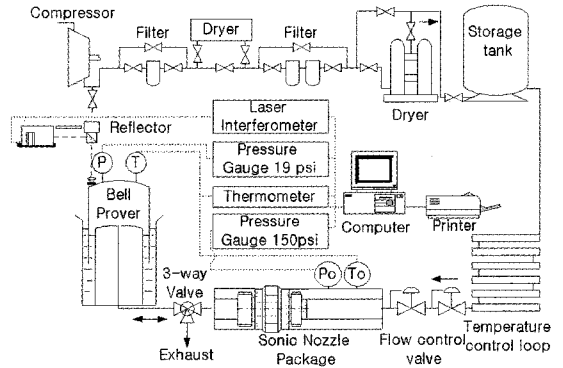 Compressor
Filter
Dryer
Filter
Storage
tank
Dryer
Laser
Interferometer
Reflector
Pressure
Gauge 19 psi
P
T
Bell
Prover
Thermometer
Pressure
Gauge 150psi
Computer
Printer
3-way
Valve
Po
To
Exhaust
Sonic Nozzle
Package
Flow control
valve
Temperature
control loop